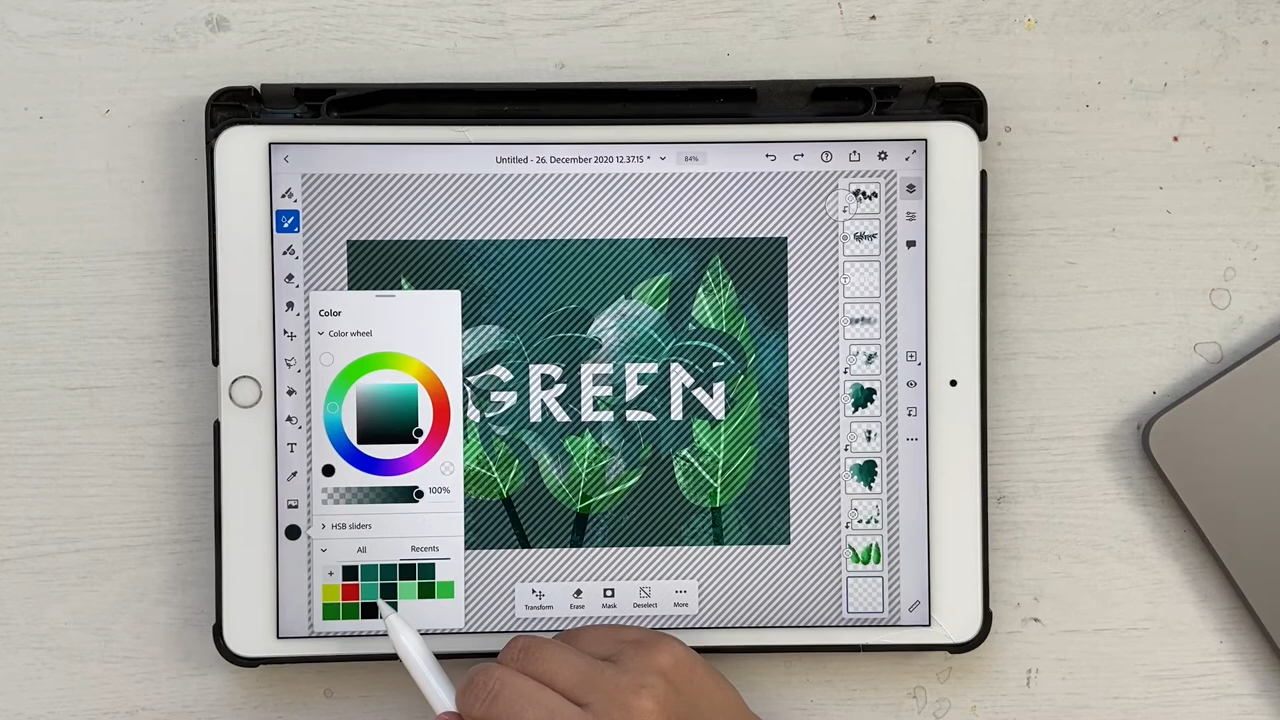 Untitled - 26. December 2020 12.37.15 *
84%
Color
Color wheel
100%
HSB sliders
All
Recents
GREEN
T
Transform
Erase
Mask
Deselect
More